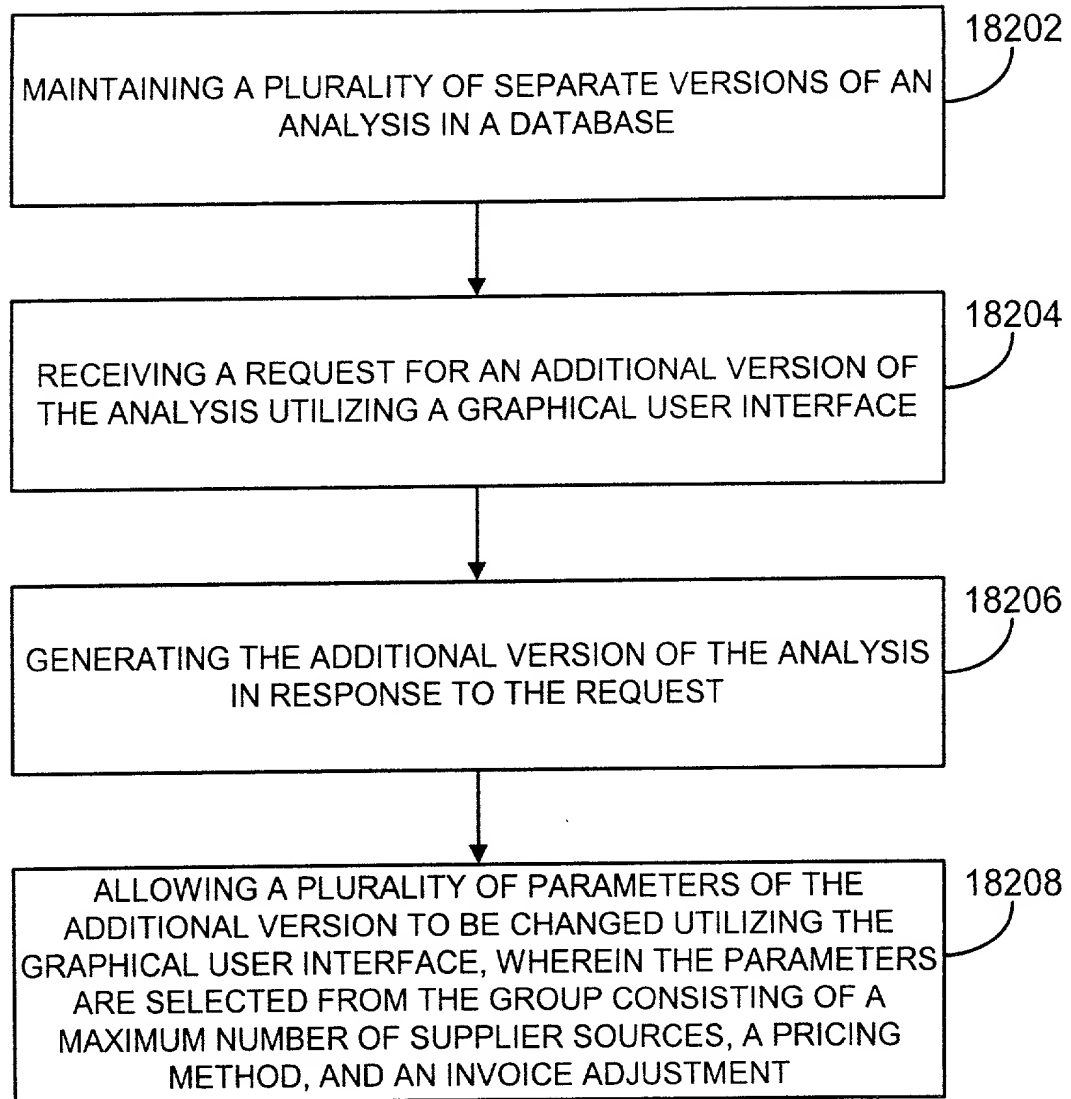 18202
MAINTAINING A PLURALITY OF SEPARATE VERSIONS OF AN
ANALYSIS IN A DATABASE
18204
RECEIVING A REQUEST FOR AN ADDITIONAL VERSION OF
THE ANALYSIS UTILIZING A GRAPHICAL USER INTERFACE
18206
GENERATING THE ADDITIONAL VERSION OF THE ANALYSIS
IN RESPONSE TO THE REQUEST
18208
ALLOWING A PLURALITY OF PARAMETERS OF THE
ADDITIONAL VERSION TO BE CHANGED UTILIZING THE
GRAPHICAL USER INTERFACE, WHEREIN THE PARAMETERS
ARE SELECTED FROM THE GROUP CONSISTING OF A
MAXIMUM NUMBER OF SUPPLIER SOURCES, A PRICING
METHOD, AND AN INVOICE ADJUSTMENT